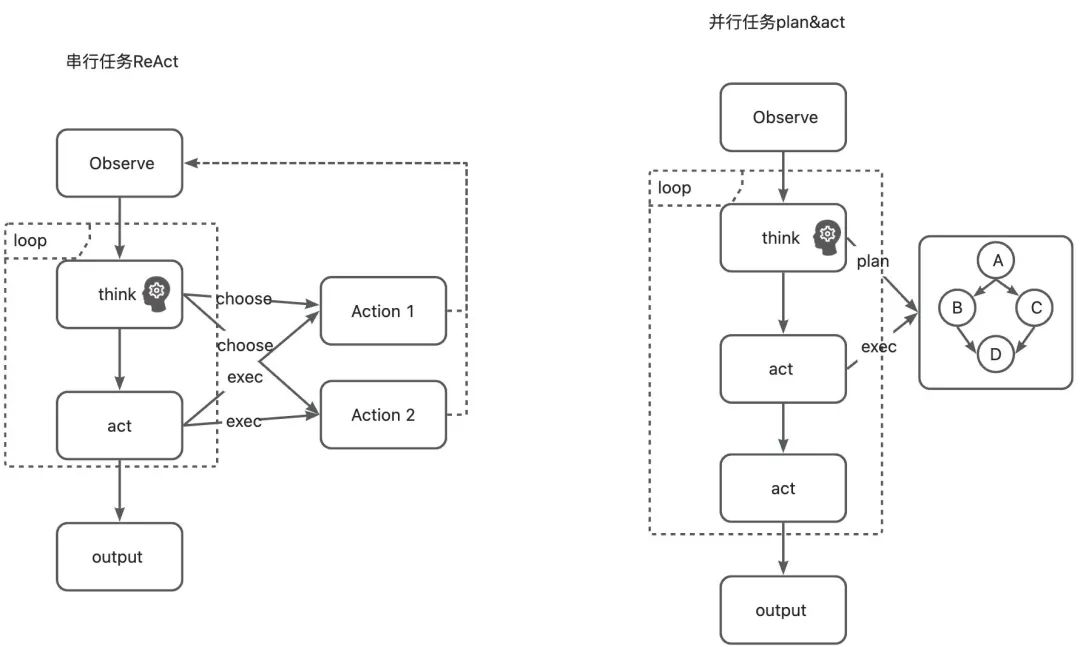 串行任务ReAct
Observe
loop
think
choose
choose
exec
exec
act
Action 1
Action 2
output
并行任务plan&act
Observe
loop
think
plan
exec
act
act
output
A
B
C
D